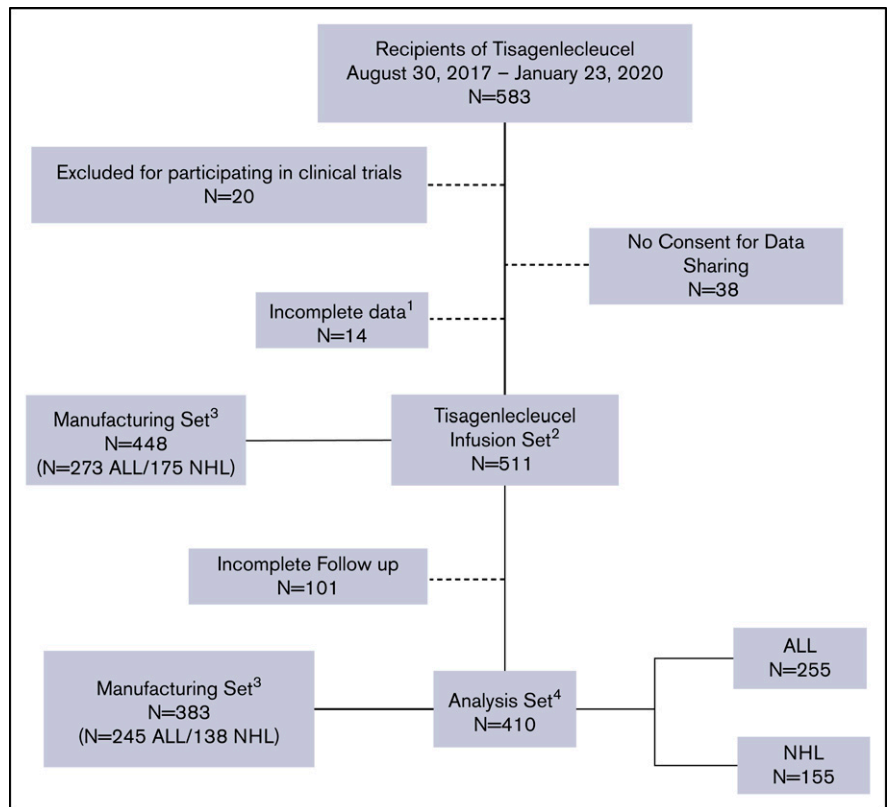 Recipients of Tisagenlecleucel
August 30, 2017 – January 23, 2020
N=583
Excluded for participating in clinical trials
N=20
No Consent for Data
Sharing
N=38
Incomplete data¹
N=14
Manufacturing Set³
N=448
(N=273 ALL/175 NHL)
Tisagenlecleucel
Infusion Set²
N=511
Incomplete Follow up
N=101
Manufacturing Set³
N=383
(N=245 ALL/138 NHL)
Analysis Set⁴
N=410
ALL
N=255
NHL
N=155